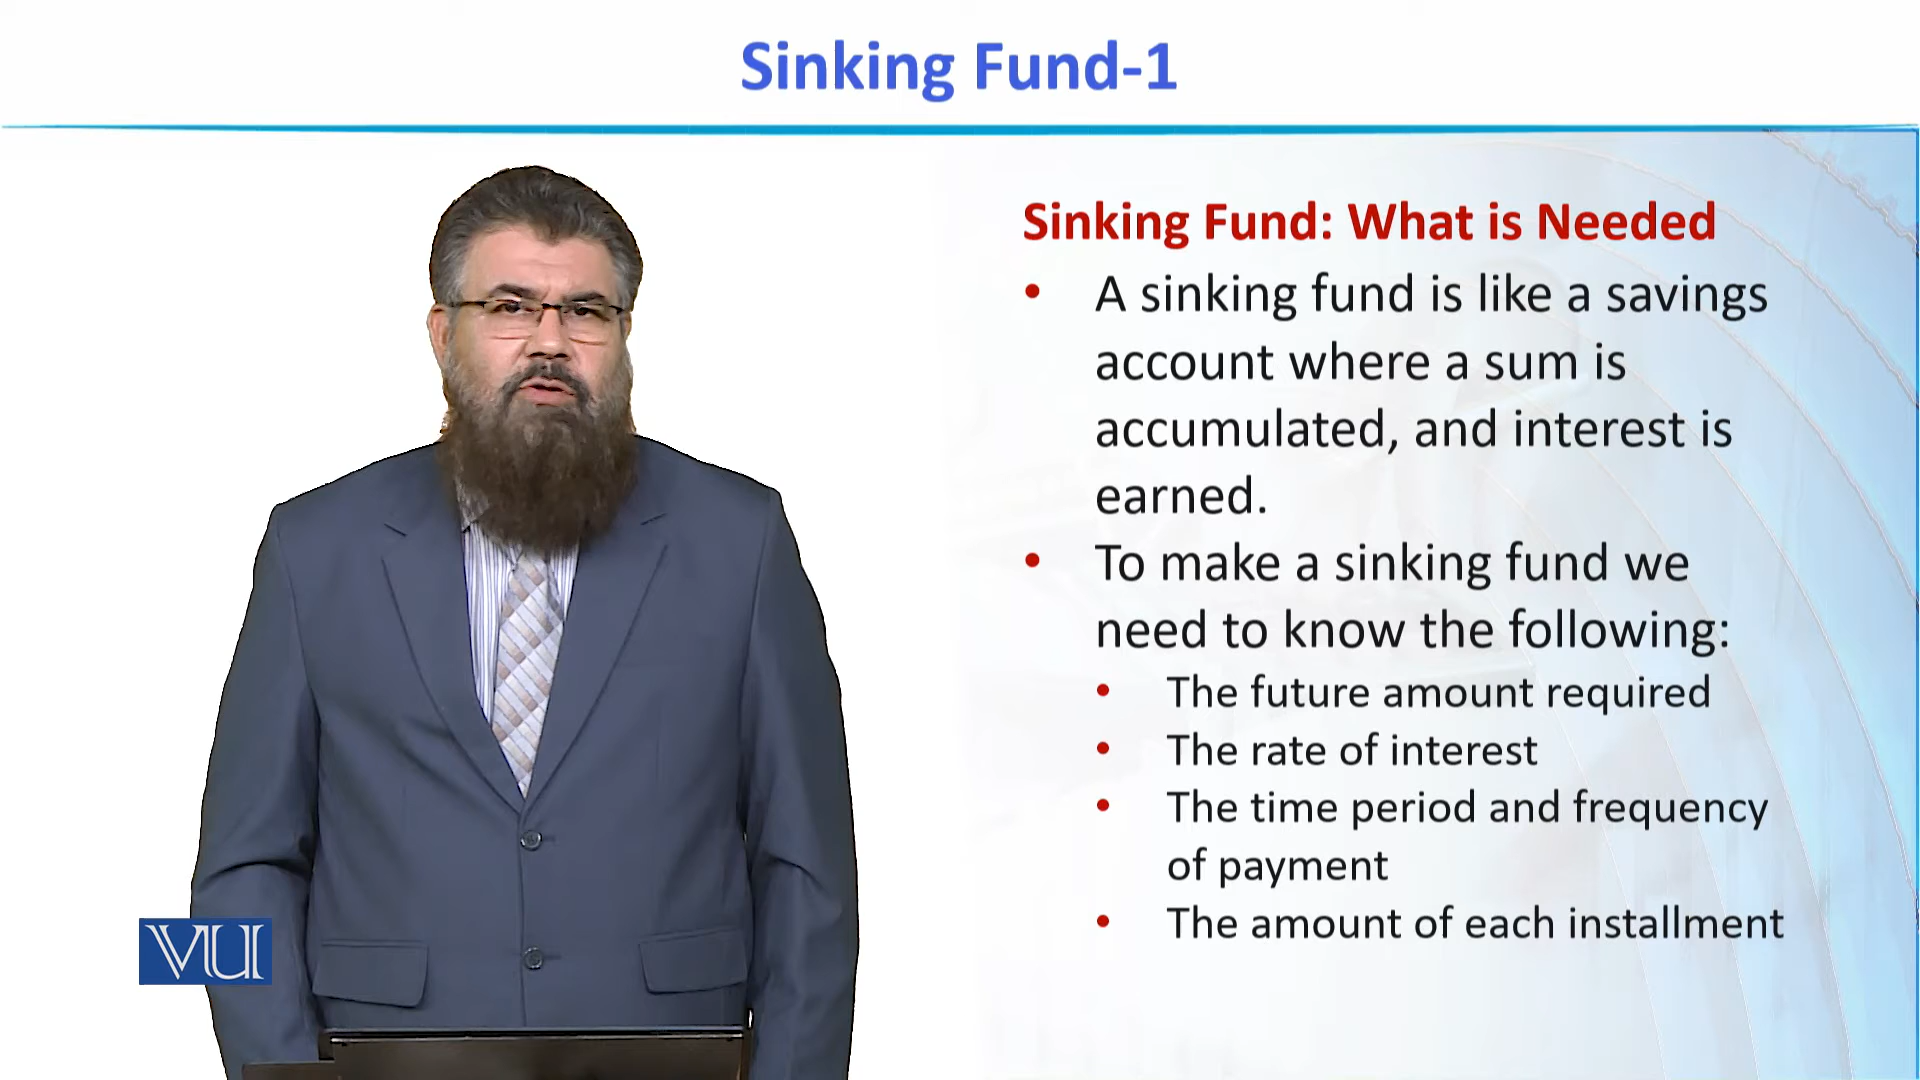 Sinking Fund-1
Sinking Fund: What is Needed
• A sinking fund is like a savings
account where a sum is
accumulated, and interest is
earned.
• To make a sinking fund we
need to know the following:
• The future amount required
• The rate of interest
• The time period and frequency
of payment
• The amount of each installment
VU